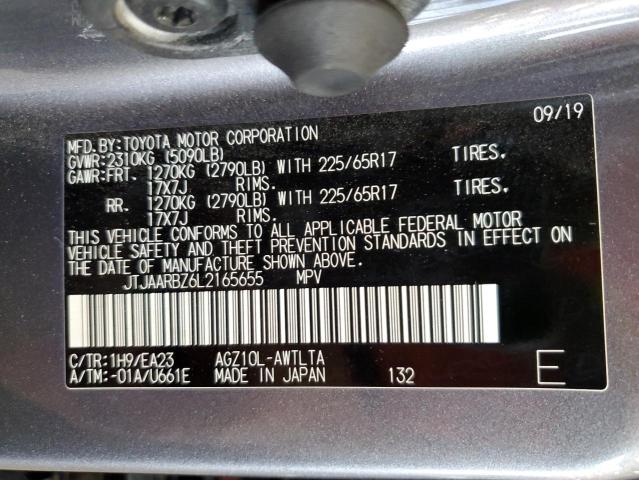 09/19
MFD.BY:TOYOTA MOTOR CORPORATION
GVWR:2310KG (5090LB)
GAWR:FRT. 1270KG (2790LB) WITH 225/65R17 TIRES.
17X7J RIMS.
RR. 1270KG (2790LB) WITH 225/65R17 TIRES.
17X7J RIMS.
THIS VEHICLE CONFORMS TO ALL APPLICABLE FEDERAL MOTOR
VEHICLE SAFETY AND THEFT PREVENTION STANDARDS IN EFFECT ON
THE DATE OF MANUFACTURE SHOWN ABOVE.
JTJAARBZ6L2165655 MPV
C/TR:1H9/EA23 AGZ10L-AWTLTA
A/TM:-01A/U661E MADE IN JAPAN 132 E